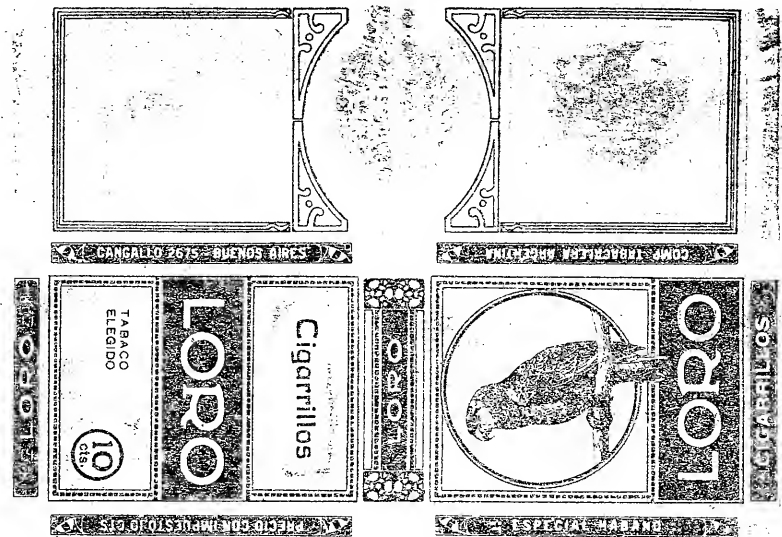 CANGALLO 2675 - BUENOS AIRES
COMP. TABACALERA ARGENTINA
LORO
TABACO
ELEGIDO
10
cts.
LORO
Cigarrillos
LORO
LORO
CIGARRILLOS
PRECIO CON IMPUESTO 10 CTS
ESPECIAL HABANO